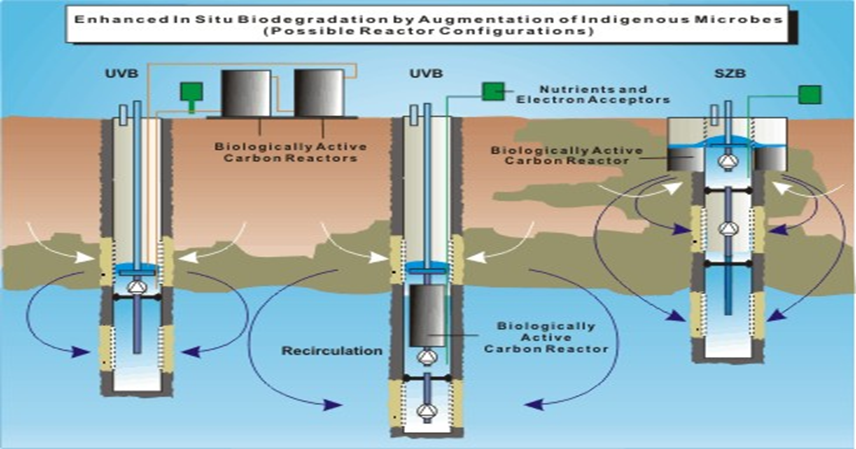 Enhanced In Situ Biodegradation by Augmentation of Indigenous Microbes
(Possible Reactor Configurations)
UVB
UVB
SZB
Nutrients and
Electron Acceptors
Biologically Active
Carbon Reactors
Biologically Active
Carbon Reactor
Recirculation
Biologically
Active
Carbon Reactor